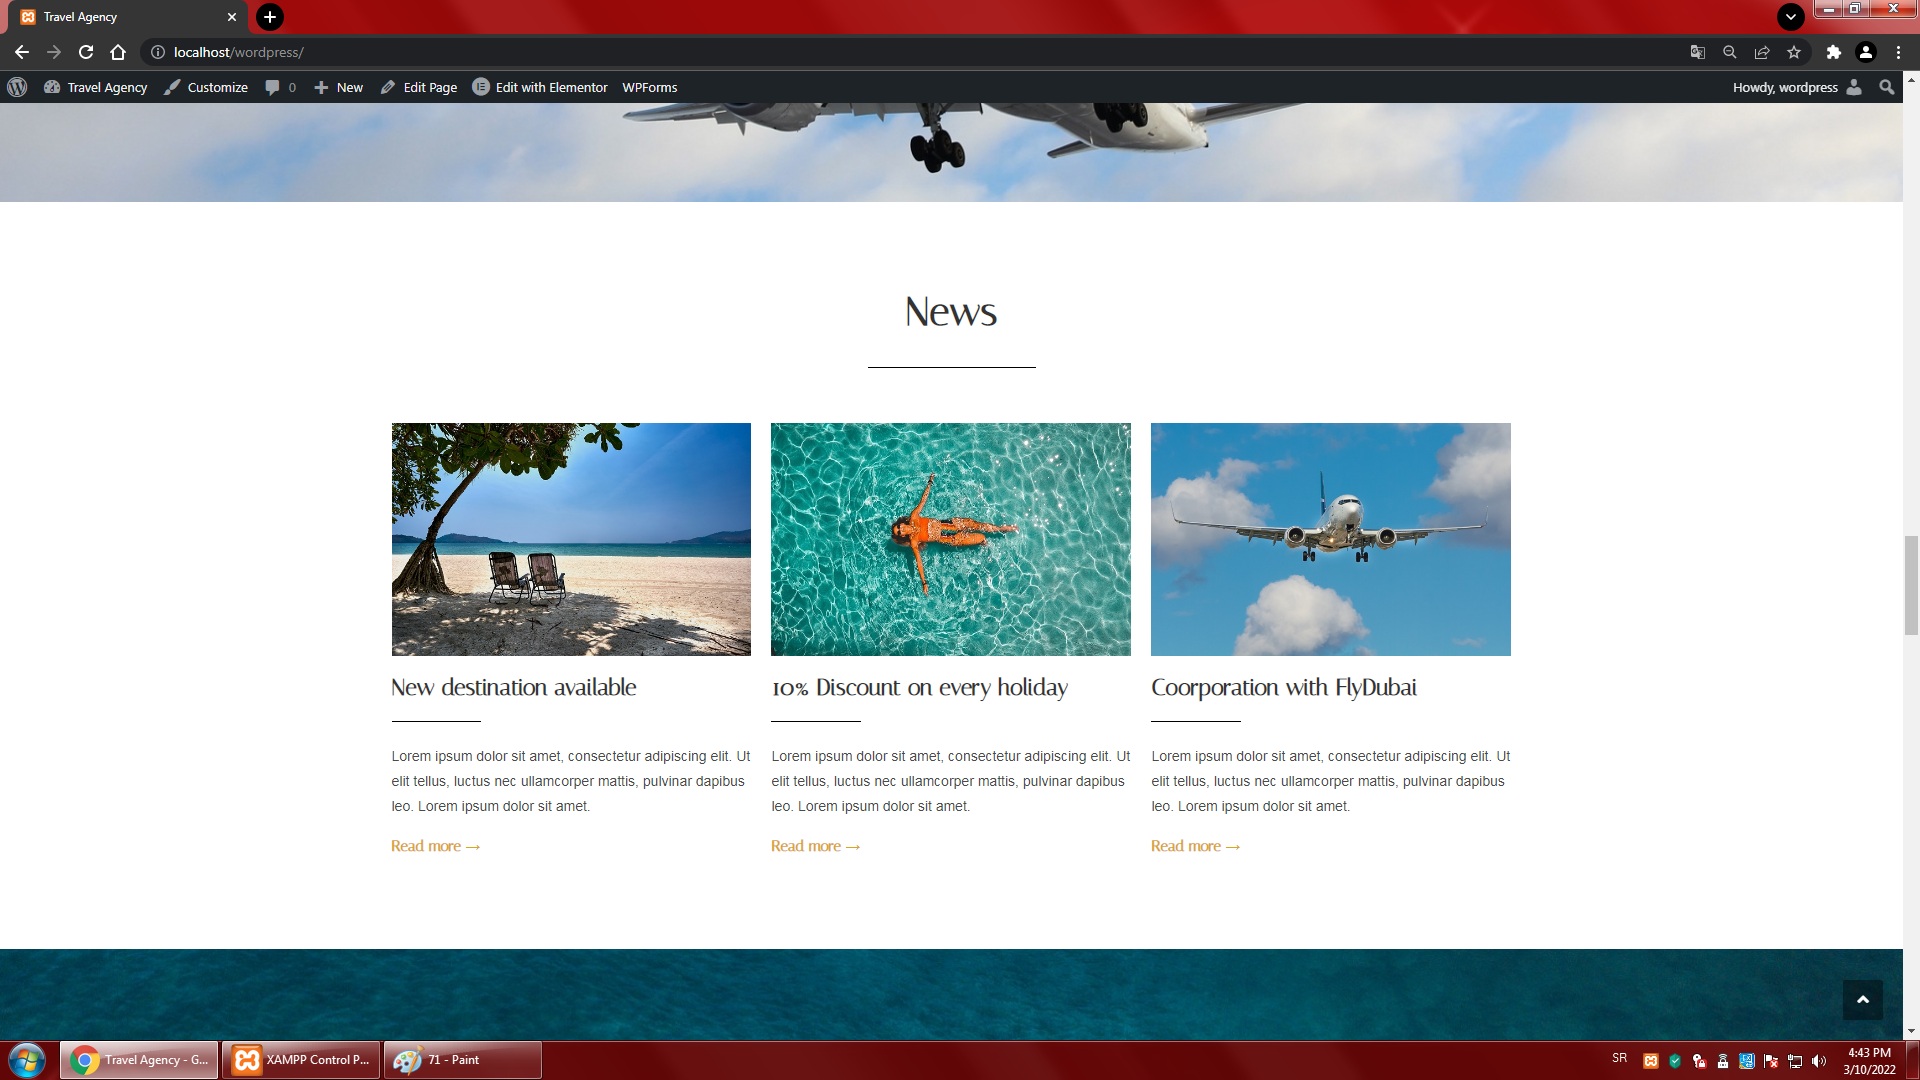 Travel Agency
localhost/wordpress/
Travel Agency Customize 0 New Edit Page Edit with Elementor WPForms Howdy, wordpress
News
New destination available
10% Discount on every holiday
Coorporation with FlyDubai
Lorem ipsum dolor sit amet, consectetur adipiscing elit. Ut
elit tellus, luctus nec ullamcorper mattis, pulvinar dapibus
leo. Lorem ipsum dolor sit amet.
Lorem ipsum dolor sit amet, consectetur adipiscing elit. Ut
elit tellus, luctus nec ullamcorper mattis, pulvinar dapibus
leo. Lorem ipsum dolor sit amet.
Lorem ipsum dolor sit amet, consectetur adipiscing elit. Ut
elit tellus, luctus nec ullamcorper mattis, pulvinar dapibus
leo. Lorem ipsum dolor sit amet.
Read more →
Read more →
Read more →
Travel Agency - G... XAMPP Control P... 71 - Paint SR 4:43 PM
3/10/2022